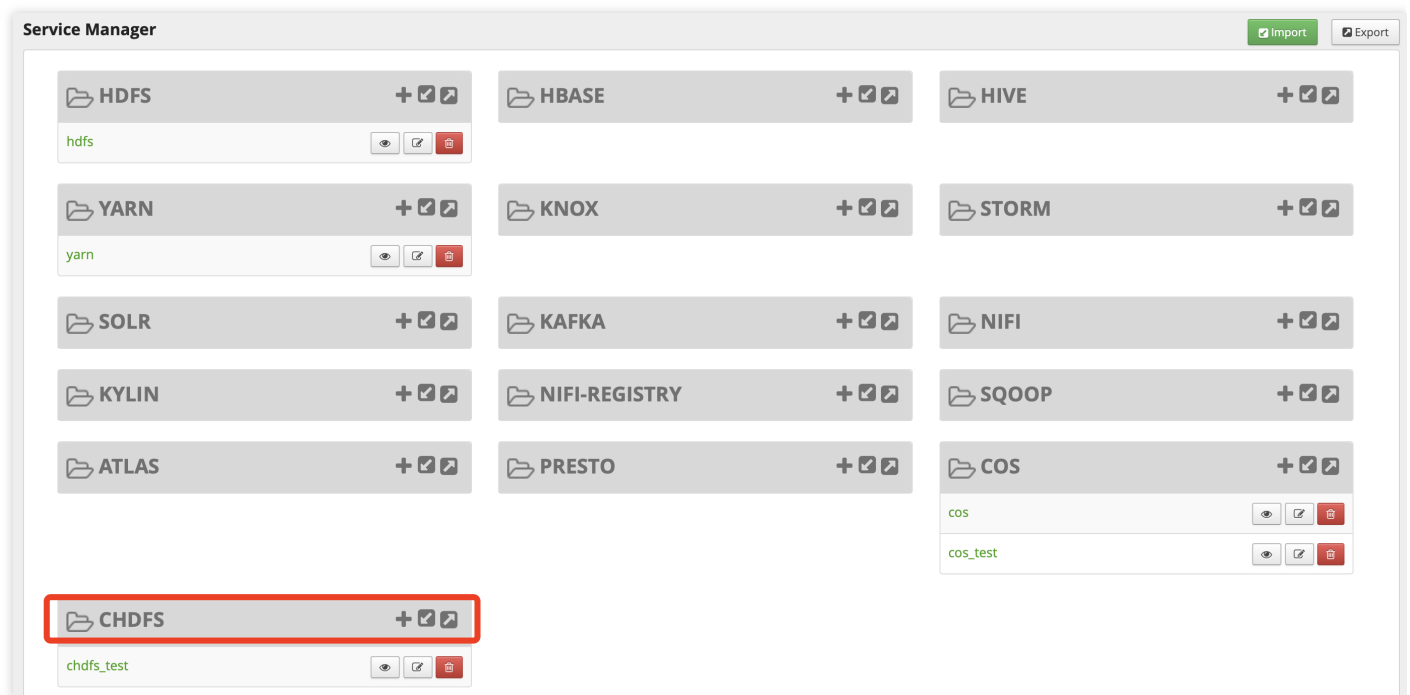 Service Manager
Import
Export
HDFS
HBASE
HIVE
hdfs
YARN
KNOX
STORM
yarn
SOLR
KAFKA
NIFI
KYLIN
NIFI-REGISTRY
SQOOP
ATLAS
PRESTO
COS
cos
cos_test
CHDFS
chdfs_test